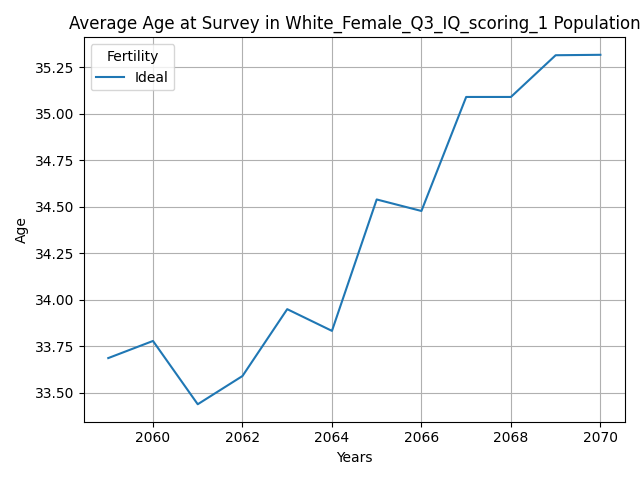 Average Age at Survey in White_Female_Q3_IQ_scoring_1 Population
Fertility
Ideal
35.25
35.00
34.75
34.50
34.25
34.00
33.75
33.50
Age
2060
2062
2064
2066
2068
2070
Years